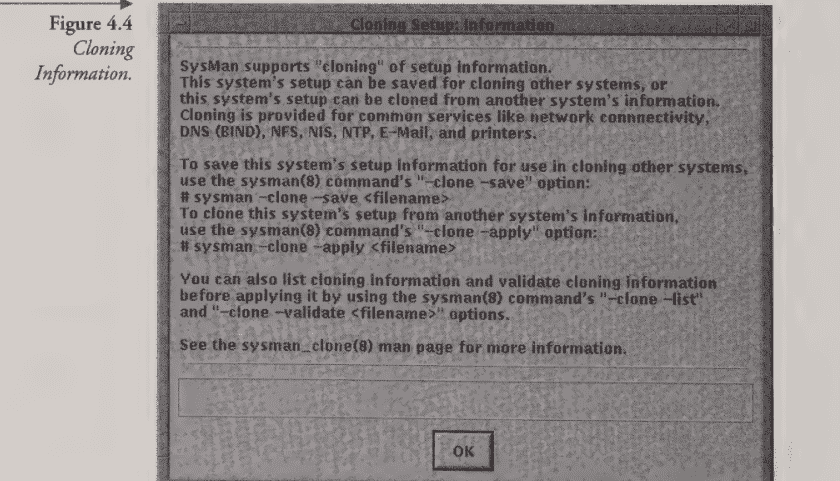 Figure 4.4
Cloning
Information.
Cloning Setup: Information
SysMan supports "cloning" of setup information.
This system's setup can be saved for cloning other systems, or
this system's setup can be cloned from another system's information.
Cloning is provided for common services like network connnectivity,
DNS (BIND), NFS, NIS, NTP, E-Mail, and printers.
To save this system's setup information for use in cloning other systems,
use the sysman(8) command's "-clone -save" option:
# sysman -clone -save <filename>
To clone this system's setup from another system's information,
use the sysman(8) command's "-clone -apply" option:
# sysman -clone -apply <filename>
You can also list cloning information and validate cloning information
before applying it by using the sysman(8) command's "-clone -list"
and "-clone -validate <filename>" options.
See the sysman_clone(8) man page for more information.
OK